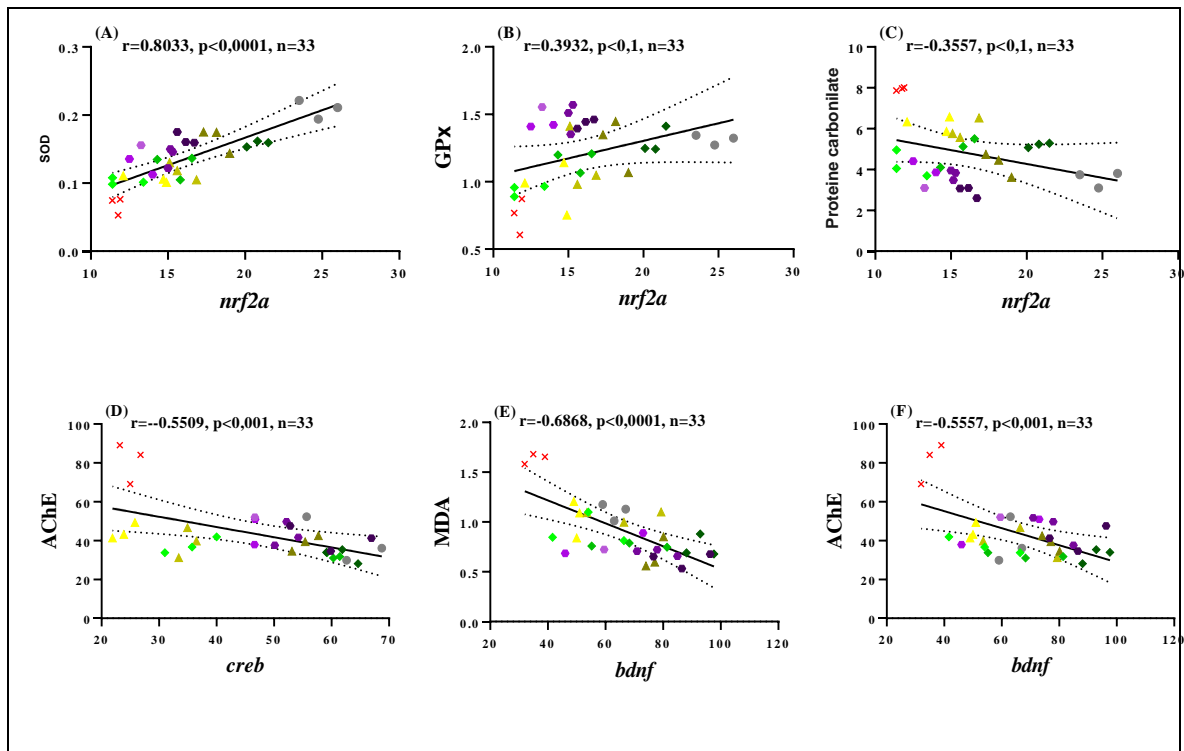 (A)
r=0.8033, p<0,0001, n=33
0.3
0.2
0.1
0.0
SOD
10 15 20 25 30
nrf2a
(B)
r=0.3932, p<0,1, n=33
2.0
1.5
1.0
0.5
GPx
10 15 20 25 30
nrf2a
(C)
r=-0.3557, p<0,1, n=33
10
8
6
4
2
0
Proteine carbonilate
10 15 20 25 30
nrf2a
(D)
r=--0.5509, p<0,001, n=33
100
80
60
40
20
0
AChE
20 30 40 50 60 70
creb
(E)
r=-0.6868, p<0,0001, n=33
2.0
1.5
1.0
0.5
0.0
MDA
20 40 60 80 100 120
bdnf
(F)
r=-0.5557, p<0,001, n=33
100
80
60
40
20
0
AChE
20 40 60 80 100 120
bdnf